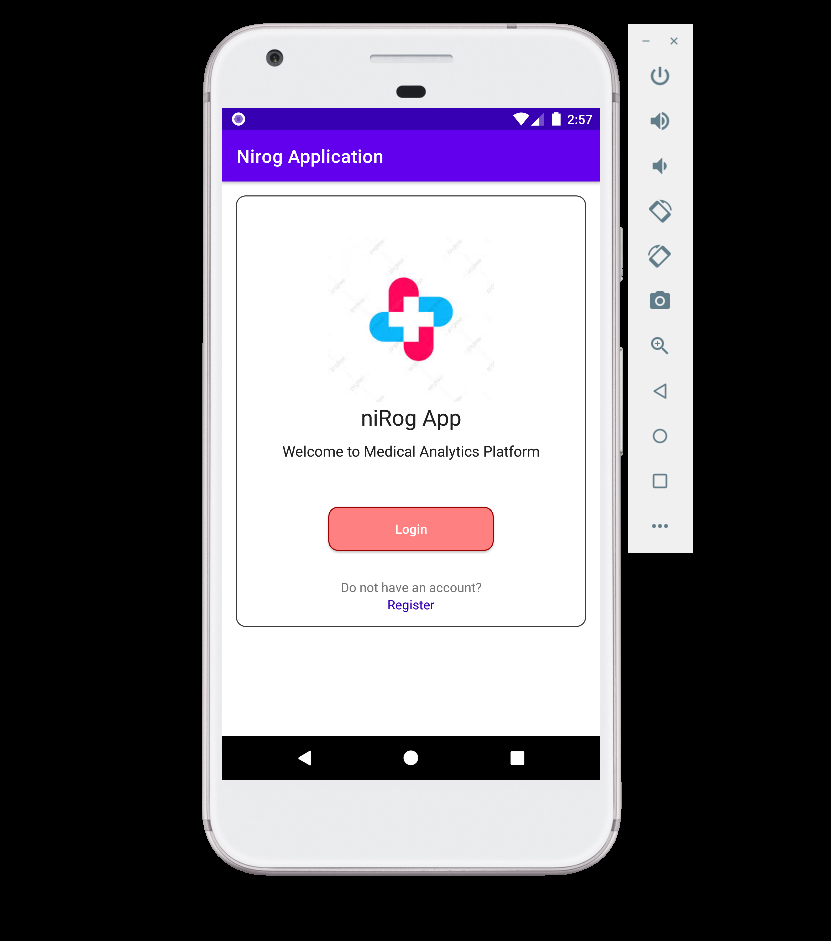 2:57
Nirog Application
niRog App
Welcome to Medical Analytics Platform
Login
Do not have an account?
Register